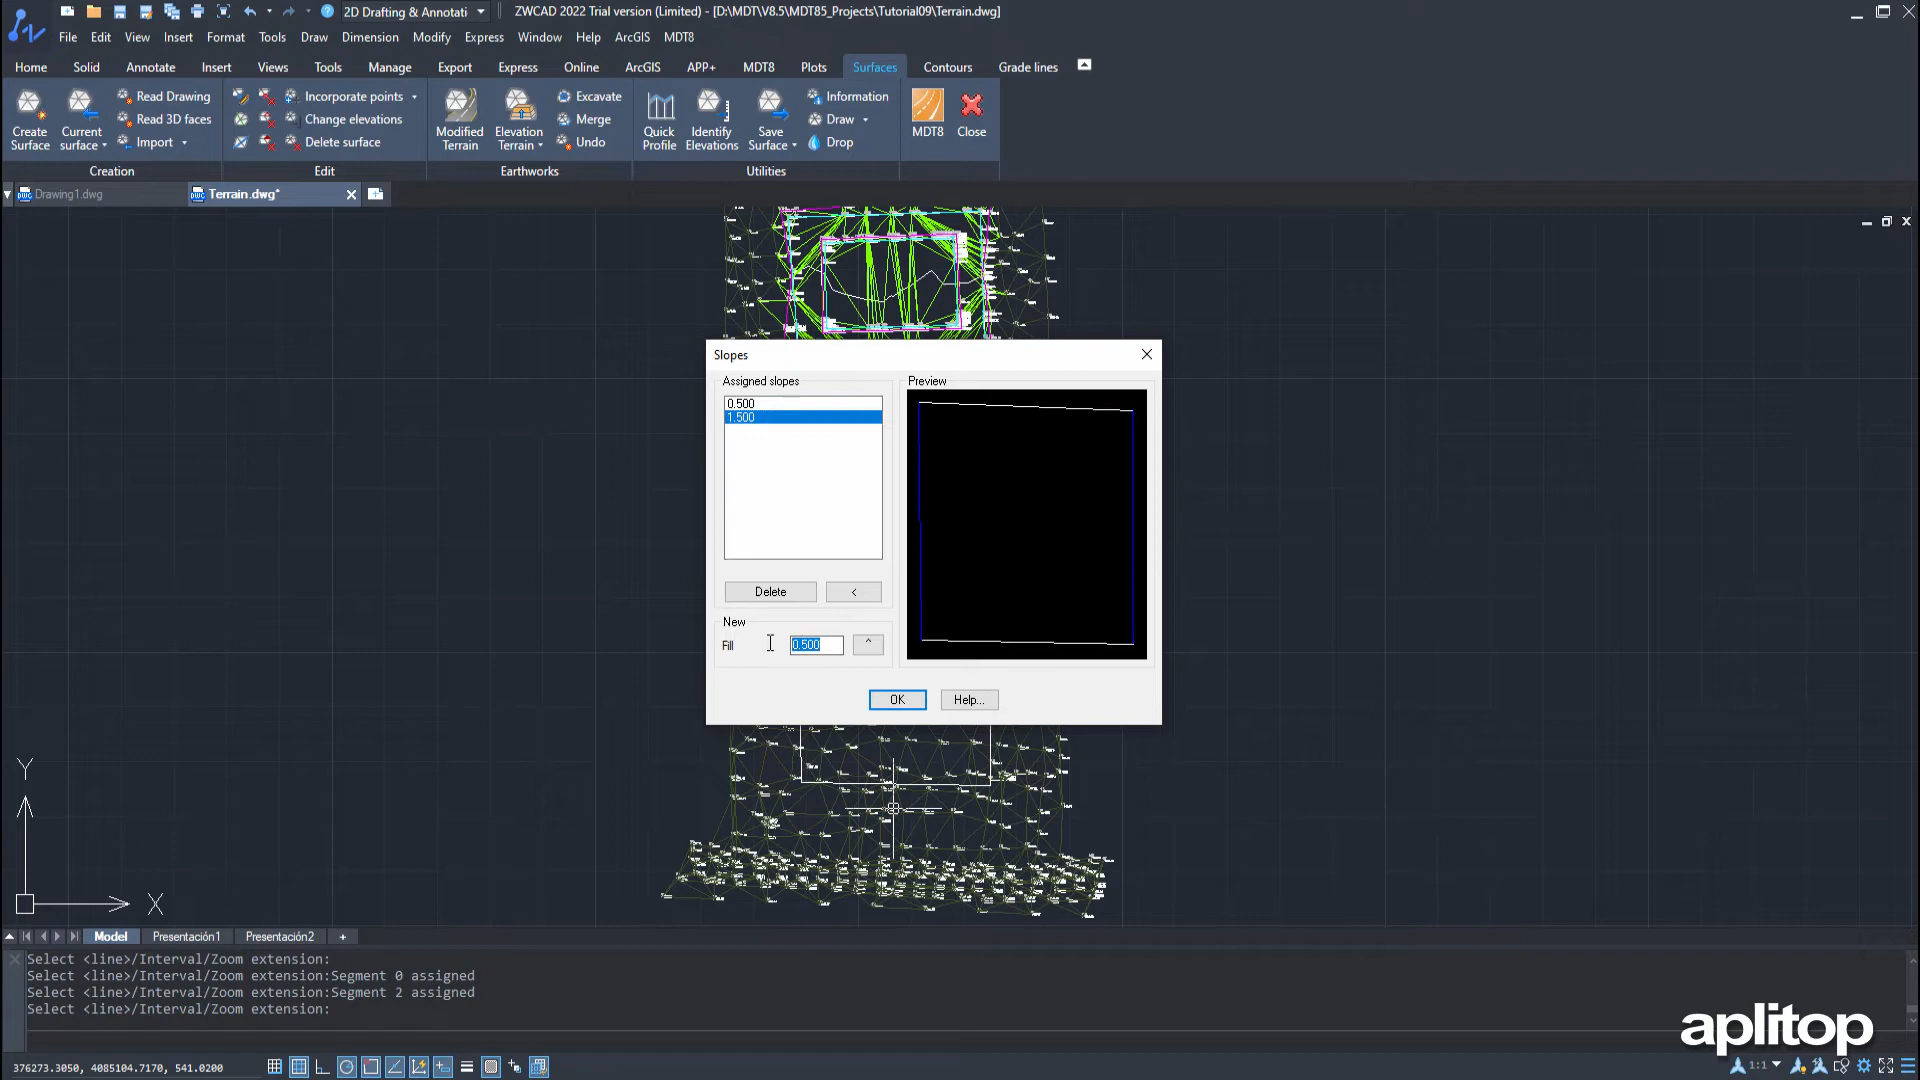 2D Drafting & Annotati
ZWCAD 2022 Trial version (Limited) - [D:\MDT\V8.5\MDT85_Projects\Tutorial09\Terrain.dwg]
File Edit View Insert Format Tools Draw Dimension Modify Express Window Help ArcGIS MDT8
Home Solid Annotate Insert Views Tools Manage Export Express Online ArcGIS APP+ MDT8 Plots Surfaces Contours Grade lines
Create Surface
Current surface
Read Drawing
Read 3D faces
Import
Creation
Incorporate points
Change elevations
Delete surface
Edit
Modified Terrain
Elevation Terrain
Excavate
Merge
Undo
Earthworks
Quick Profile
Identify Elevations
Save Surface
Information
Draw
Drop
Utilities
MDT8
Close
Drawing1.dwg
Terrain.dwg*
Slopes
Assigned slopes
0.500
1.500
Delete
<
New
Fill
0.500
^
Preview
OK
Help...
Y
X
Model Presentación1 Presentación2 +
Select <line>/Interval/Zoom extension:
Select <line>/Interval/Zoom extension:Segment 0 assigned
Select <line>/Interval/Zoom extension:Segment 2 assigned
Select <line>/Interval/Zoom extension:
aplitop
376273.3050, 4085104.7170, 541.0200
1:1